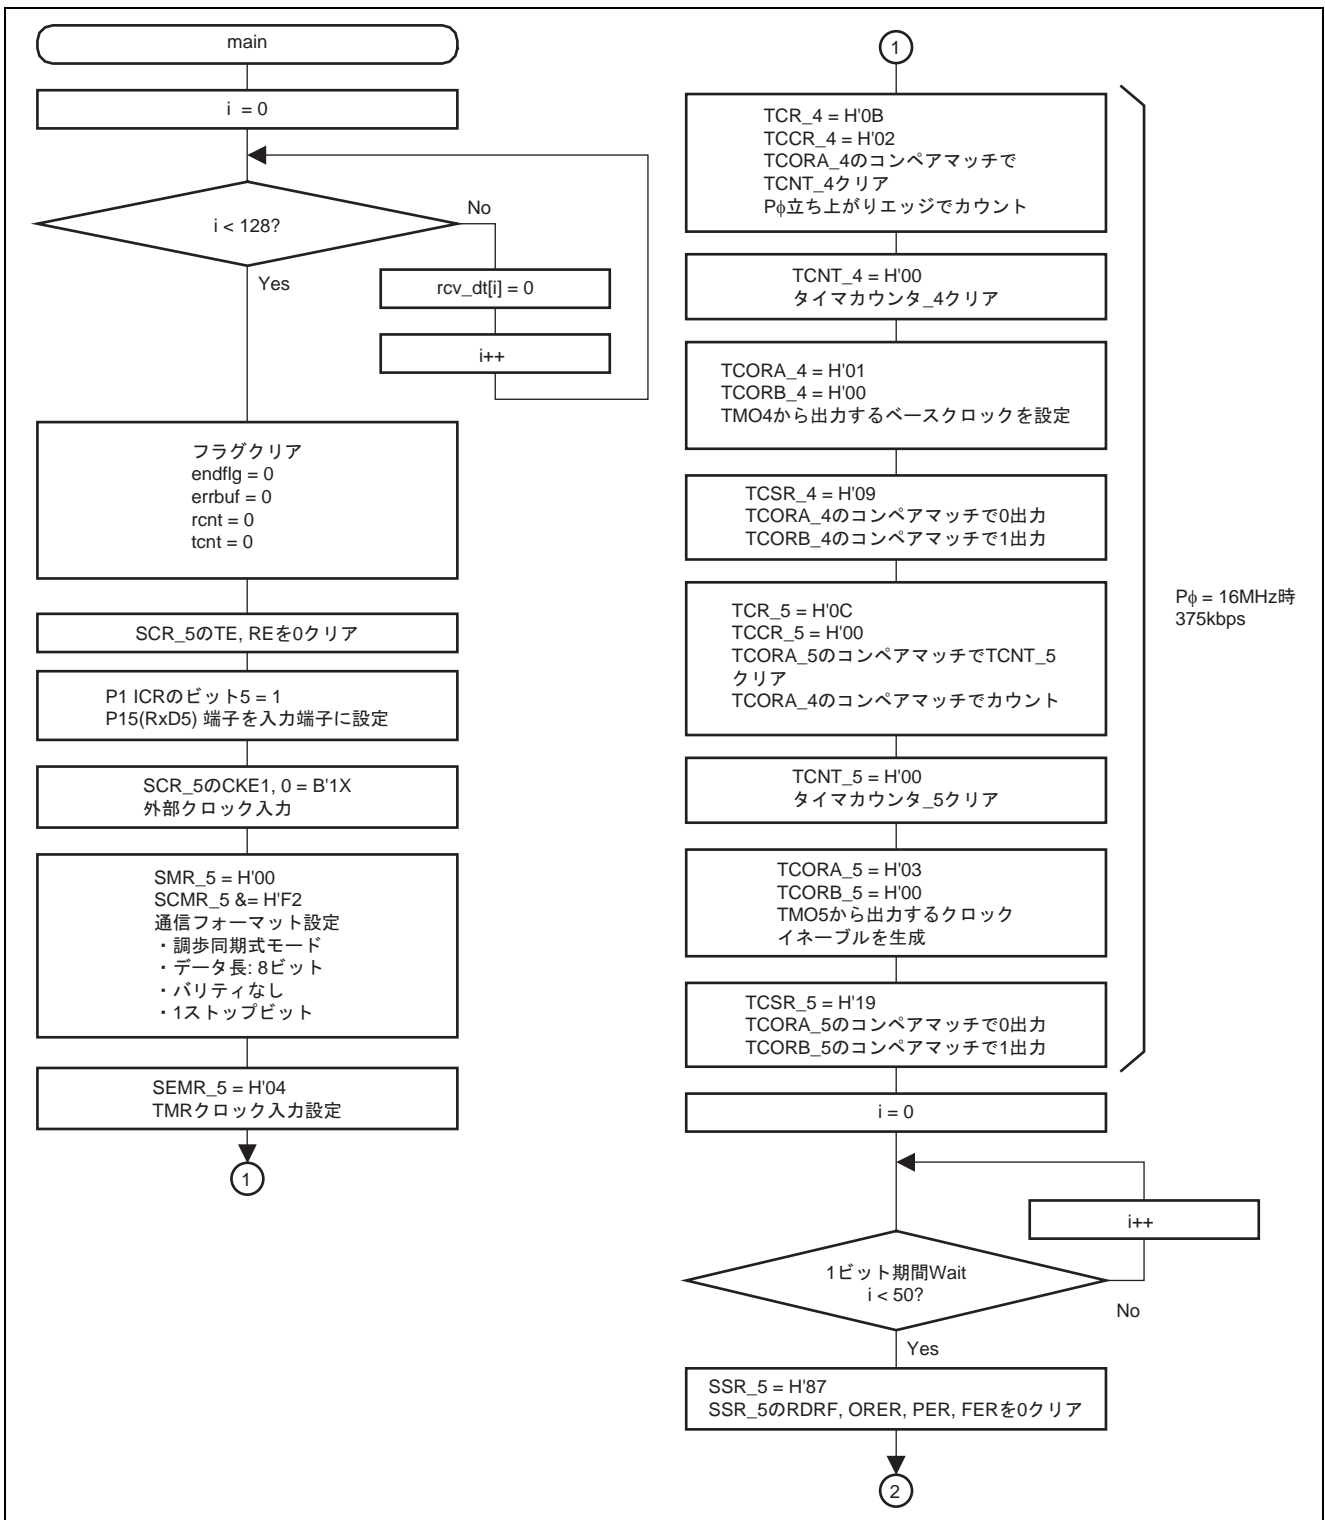 main
i = 0
i < 128?
No
Yes
rcv_dt[i] = 0
i++
フラグクリア
endflg = 0
errbuf = 0
rcnt = 0
tcnt = 0
SCR_5のTE, REを0クリア
P1 ICRのビット5 = 1
P15(RxD5) 端子を入力端子に設定
SCR_5のCKE1, 0 = B'1X
外部クロック入力
SMR_5 = H'00
SCMR_5 &= H'F2
通信フォーマット設定
・調歩同期式モード
・データ長: 8ビット
・パリティなし
・1ストップビット
SEMR_5 = H'04
TMRクロック入力設定
1
1
TCR_4 = H'0B
TCCR_4 = H'02
TCORA_4のコンペアマッチで
TCNT_4クリア
Pϕ立ち上がりエッジでカウント
TCNT_4 = H'00
タイマカウンタ_4クリア
TCORA_4 = H'01
TCORB_4 = H'00
TMO4から出力するベースクロックを設定
TCSR_4 = H'09
TCORA_4のコンペアマッチで0出力
TCORB_4のコンペアマッチで1出力
TCR_5 = H'0C
TCCR_5 = H'00
TCORA_5のコンペアマッチでTCNT_5
クリア
TCORA_4のコンペアマッチでカウント
TCNT_5 = H'00
タイマカウンタ_5クリア
TCORA_5 = H'03
TCORB_5 = H'00
TMO5から出力するクロック
イネーブルを生成
TCSR_5 = H'19
TCORA_5のコンペアマッチで0出力
TCORB_5のコンペアマッチで1出力
Pϕ = 16MHz時
375kbps
i = 0
i++
1ビット期間Wait
i < 50?
No
Yes
SSR_5 = H'87
SSR_5のRDRF, ORER, PER, FERを0クリア
2